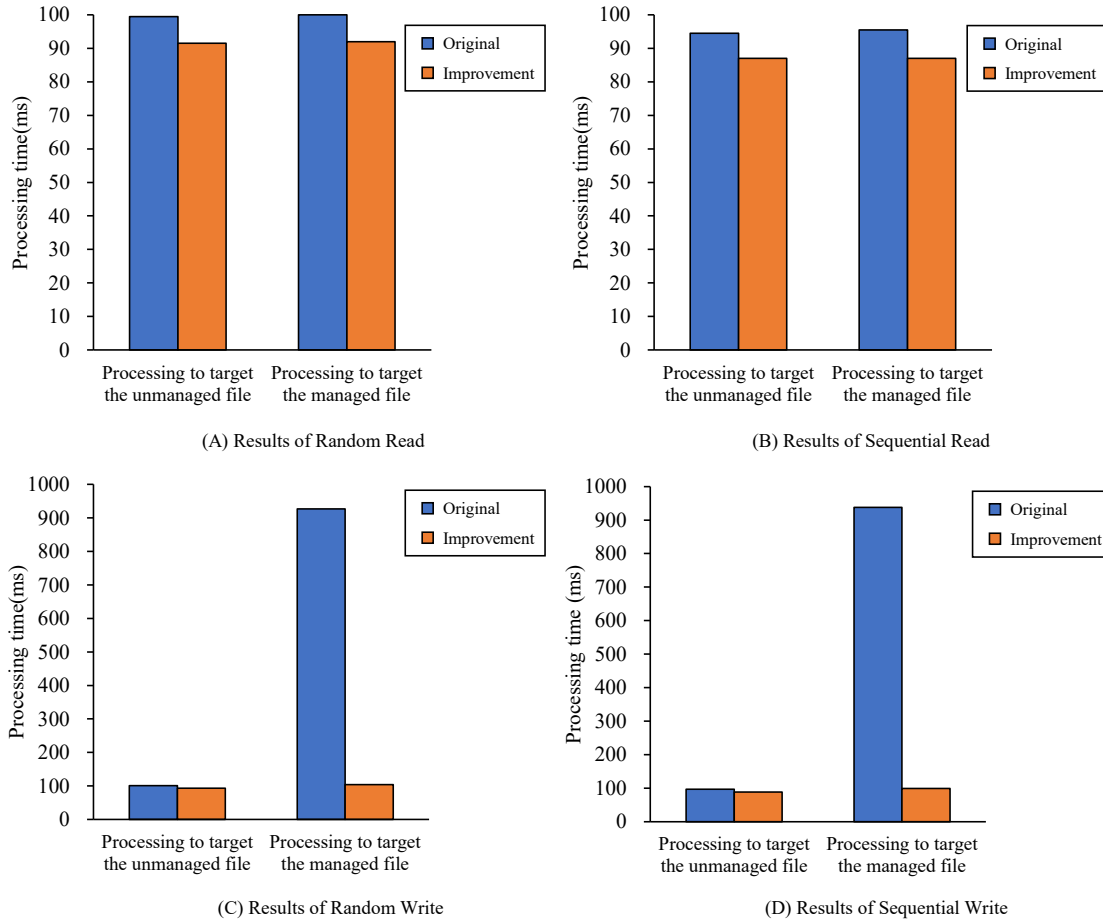 100
90
80
70
60
50
40
30
20
10
0
Processing time(ms)
Original
Improvement
Processing to target
the unmanaged file
Processing to target
the managed file
(A) Results of Random Read
100
90
80
70
60
50
40
30
20
10
0
Processing time(ms)
Original
Improvement
Processing to target
the unmanaged file
Processing to target
the managed file
(B) Results of Sequential Read
1000
900
800
700
600
500
400
300
200
100
0
Processing time(ms)
Original
Improvement
Processing to target
the unmanaged file
Processing to target
the managed file
(C) Results of Random Write
1000
900
800
700
600
500
400
300
200
100
0
Processing time (ms)
Original
Improvement
Processing to target
the unmanaged file
Processing to target
the managed file
(D) Results of Sequential Write